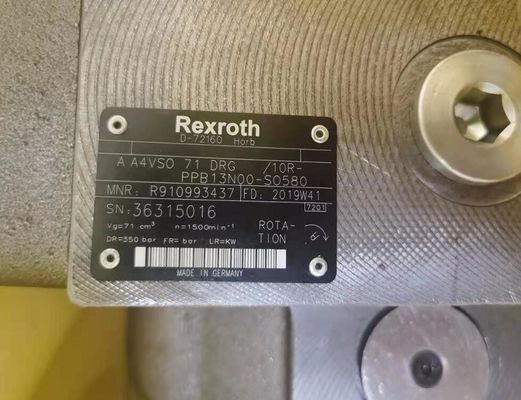 Rexroth
D-72160 Horb
A A4VSO 71 DRG /10R-
PPB13N00-SO580
MNR: R910993437 FD: 2019W41
SN: 36315016 7201
Vg=71 cm³ n=1500min⁻¹ ROTA-
DR=350 bar FR= bar LR=KW TION
MADE IN GERMANY